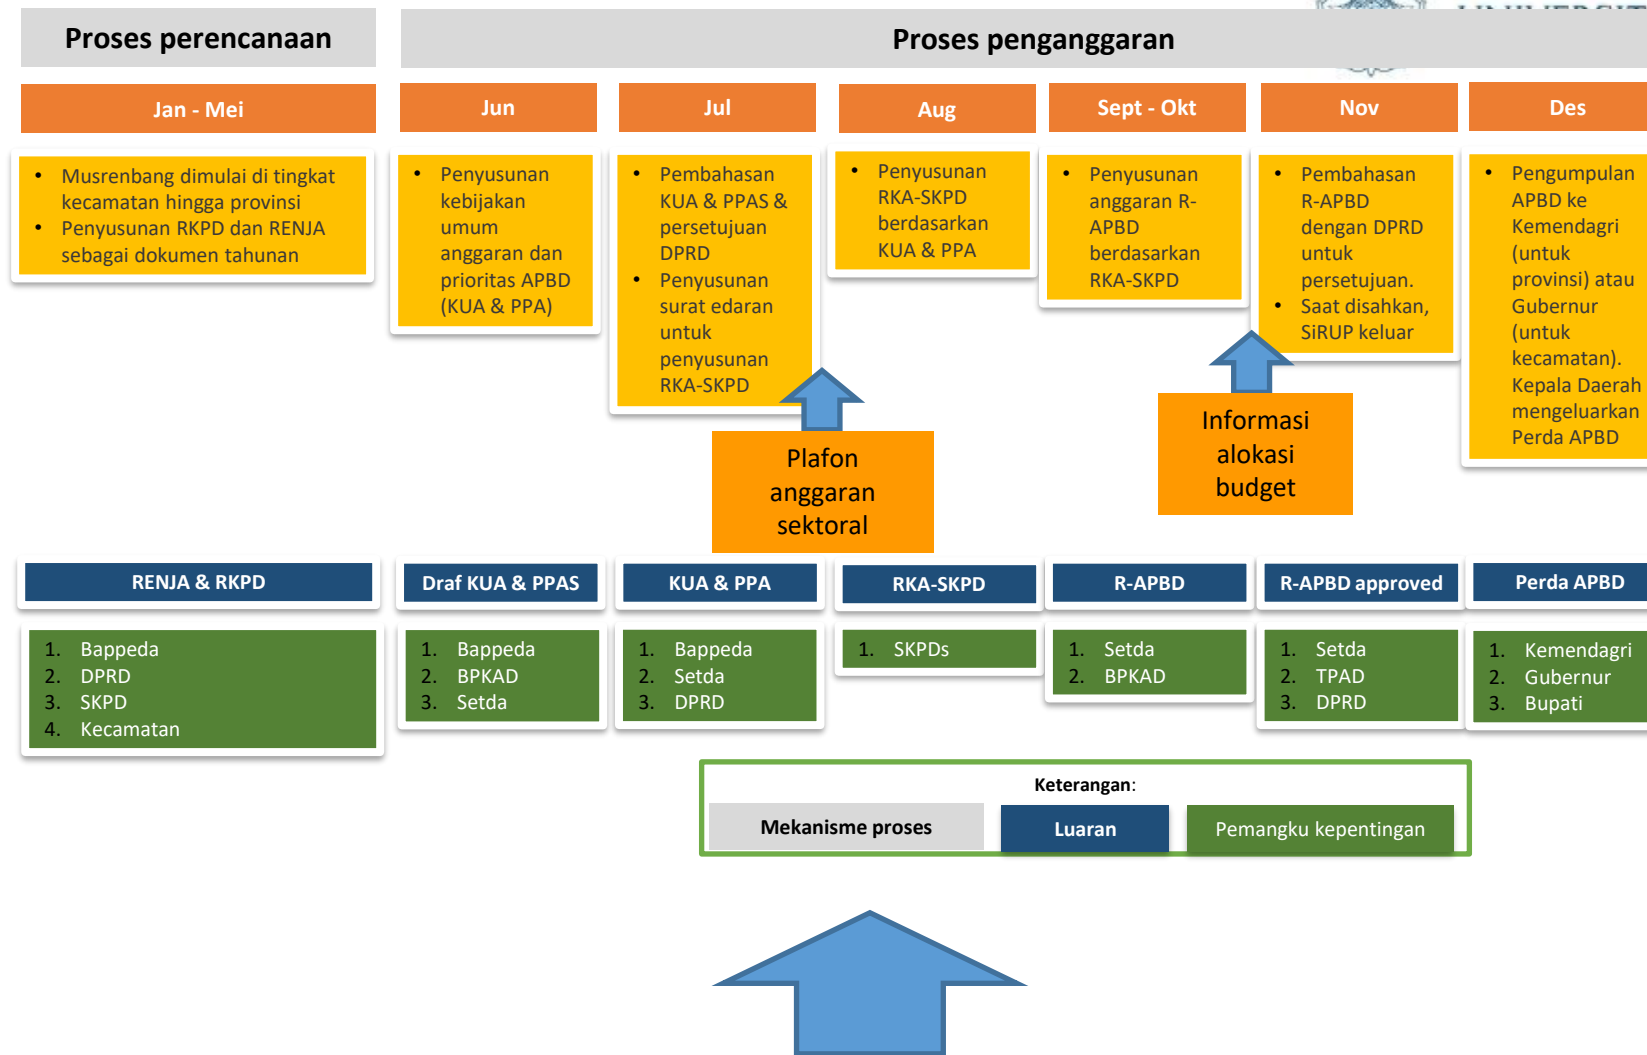 Proses perencanaan
Proses penganggaran
Jan - Mei
Jun
Jul
Aug
Sept - Okt
Nov
Des
• Musrenbang dimulai di tingkat
kecamatan hingga provinsi
• Penyusunan RKPD dan RENJA
sebagai dokumen tahunan
• Penyusunan
kebijakan
umum
anggaran dan
prioritas APBD
(KUA & PPA)
• Pembahasan
KUA & PPAS &
persetujuan
DPRD
• Penyusunan
surat edaran
untuk
penyusunan
RKA-SKPD
• Penyusunan
RKA-SKPD
berdasarkan
KUA & PPA
• Penyusunan
anggaran R-
APBD
berdasarkan
RKA-SKPD
• Pembahasan
R-APBD
dengan DPRD
untuk
persetujuan.
• Saat disahkan,
SiRUP keluar
• Pengumpulan
APBD ke
Kemendagri
(untuk
provinsi) atau
Gubernur
(untuk
kecamatan).
Kepala Daerah
mengeluarkan
Perda APBD
Plafon
anggaran
sektoral
Informasi
alokasi
budget
RENJA & RKPD
Draf KUA & PPAS
KUA & PPA
RKA-SKPD
R-APBD
R-APBD approved
Perda APBD
1. Bappeda
2. DPRD
3. SKPD
4. Kecamatan
1. Bappeda
2. BPKAD
3. Setda
1. Bappeda
2. Setda
3. DPRD
1. SKPDs
1. Setda
2. BPKAD
1. Setda
2. TPAD
3. DPRD
1. Kemendagri
2. Gubernur
3. Bupati
Keterangan:
Mekanisme proses
Luaran
Pemangku kepentingan